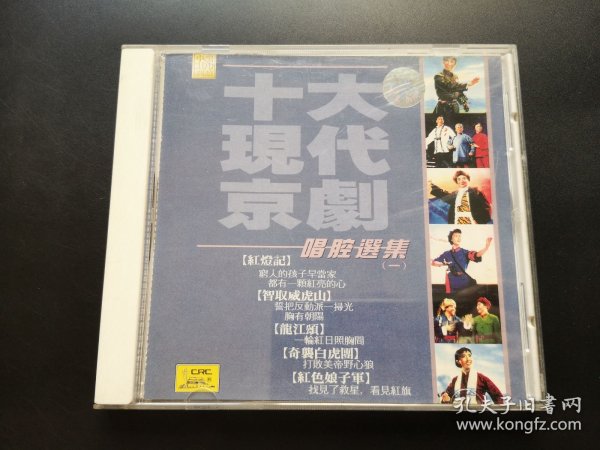 十大
現代
京劇
唱腔選集
(一)
【紅燈記】
窮人的孩子早當家
都有一顆紅亮的心
【智取威虎山】
誓把反動派一掃光
胸有朝陽
【龍江頌】
一輪紅日照胸間
【奇襲白虎團】
打敗美帝野心狼
【紅色娘子軍】
找見了救星，看見紅旗
CRC
孔夫子旧书网
www.kongfz.com